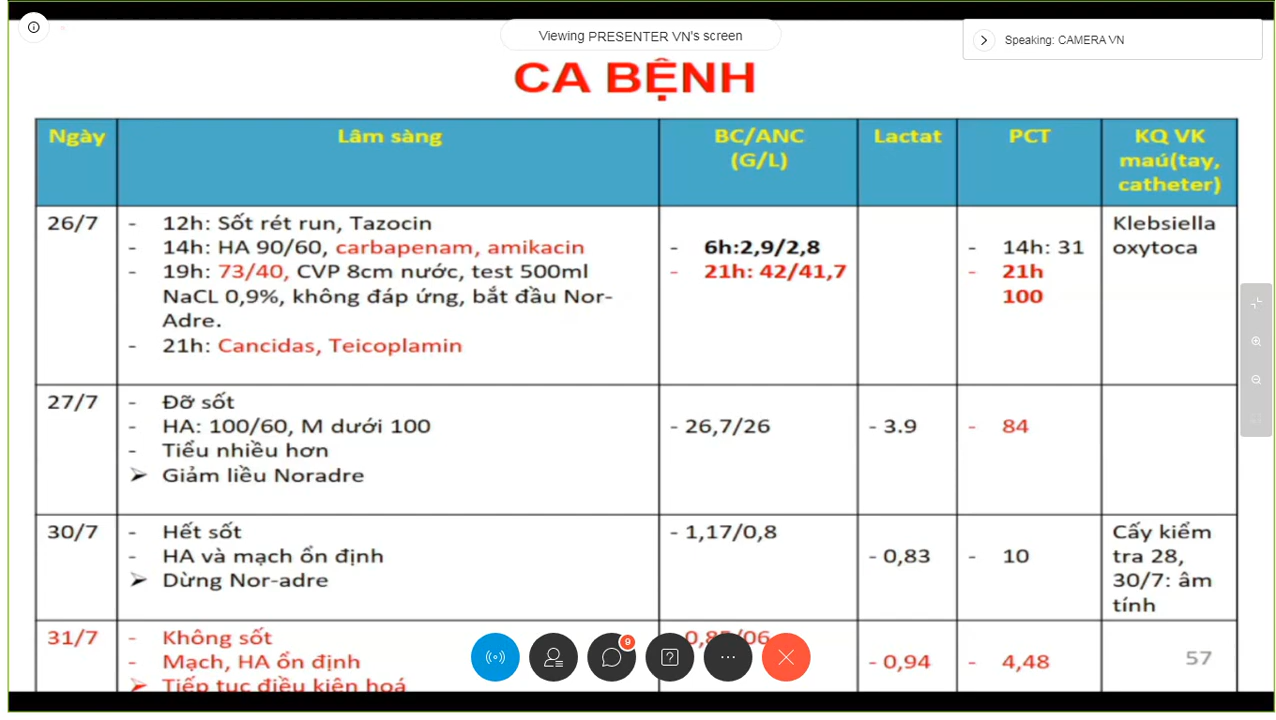 Viewing PRESENTER VN's screen
Speaking: CAMERA VN
CA BỆNH
Ngày
Lâm sàng
BC/ANC
(G/L)
Lactat
PCT
KQ VK
maú(tay,
catheter)
26/7
- 12h: Sốt rét run, Tazocin
- 14h: HA 90/60, carbapenam, amikacin
- 19h: 73/40, CVP 8cm nước, test 500ml
NaCL 0,9%, không đáp ứng, bắt đầu Nor-
Adre.
- 21h: Cancidas, Teicoplamin
- 6h:2,9/2,8
- 21h: 42/41,7
- 14h: 31
- 21h
100
Klebsiella
oxytoca
27/7
- Đỡ sốt
- HA: 100/60, M dưới 100
- Tiểu nhiều hơn
➢ Giảm liều Noradre
- 26,7/26
- 3.9
- 84
30/7
- Hết sốt
- HA và mạch ổn định
➢ Dừng Nor-adre
- 1,17/0,8
- 0,83
- 10
Cấy kiểm
tra 28,
30/7: âm
tính
31/7
- Không sốt
- Mạch, HA ổn định
➢ Tiếp tục điều kiện hoá
- 0,94
- 4,48
57
9